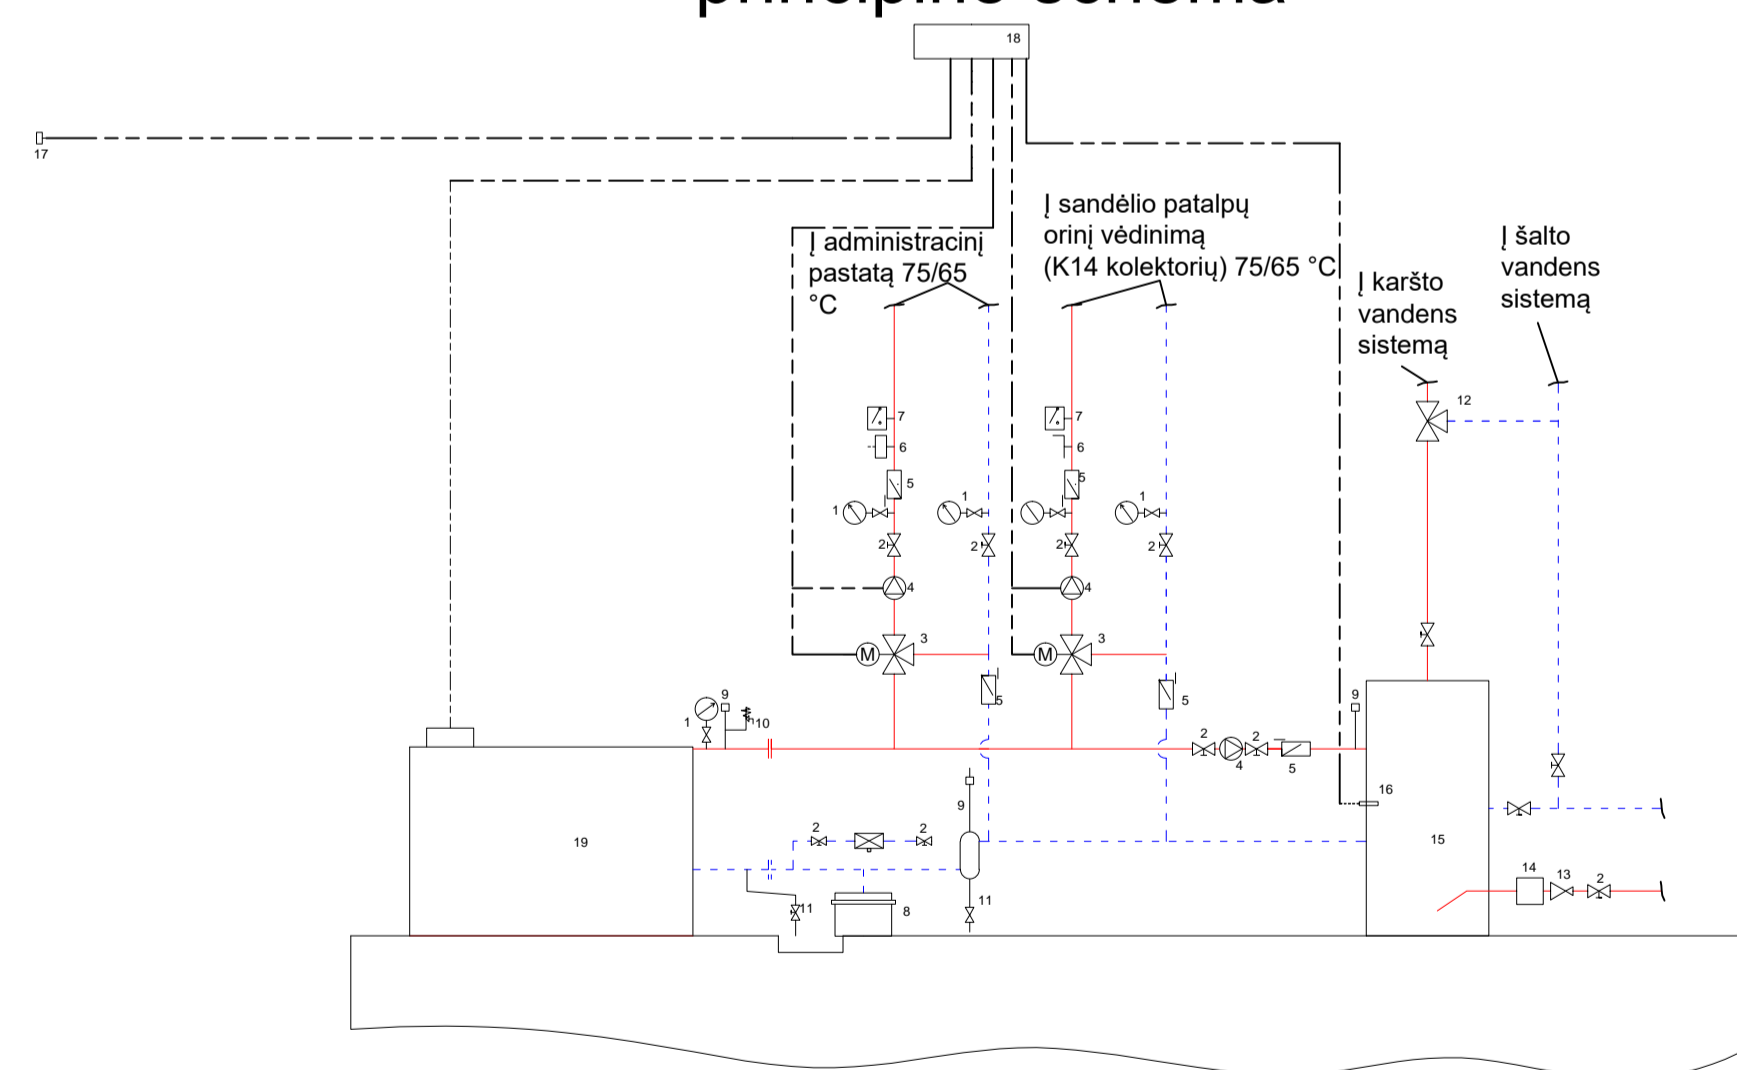 principinė schema
18
17
Į sandėlio patalpų
orinį vėdinimą
(K14 kolektorių) 75/65 °C
Į administracinį
pastatą 75/65
°C
Į šalto
vandens
sistemą
Į karšto
vandens
sistemą
12
7
7
6
6
5
5
1
1
1
2
2
2
2
4
4
3
3
M
M
5
5
9
1
10
9
2
2
4
5
16
9
2
2
19
15
14
13
2
11
8
11